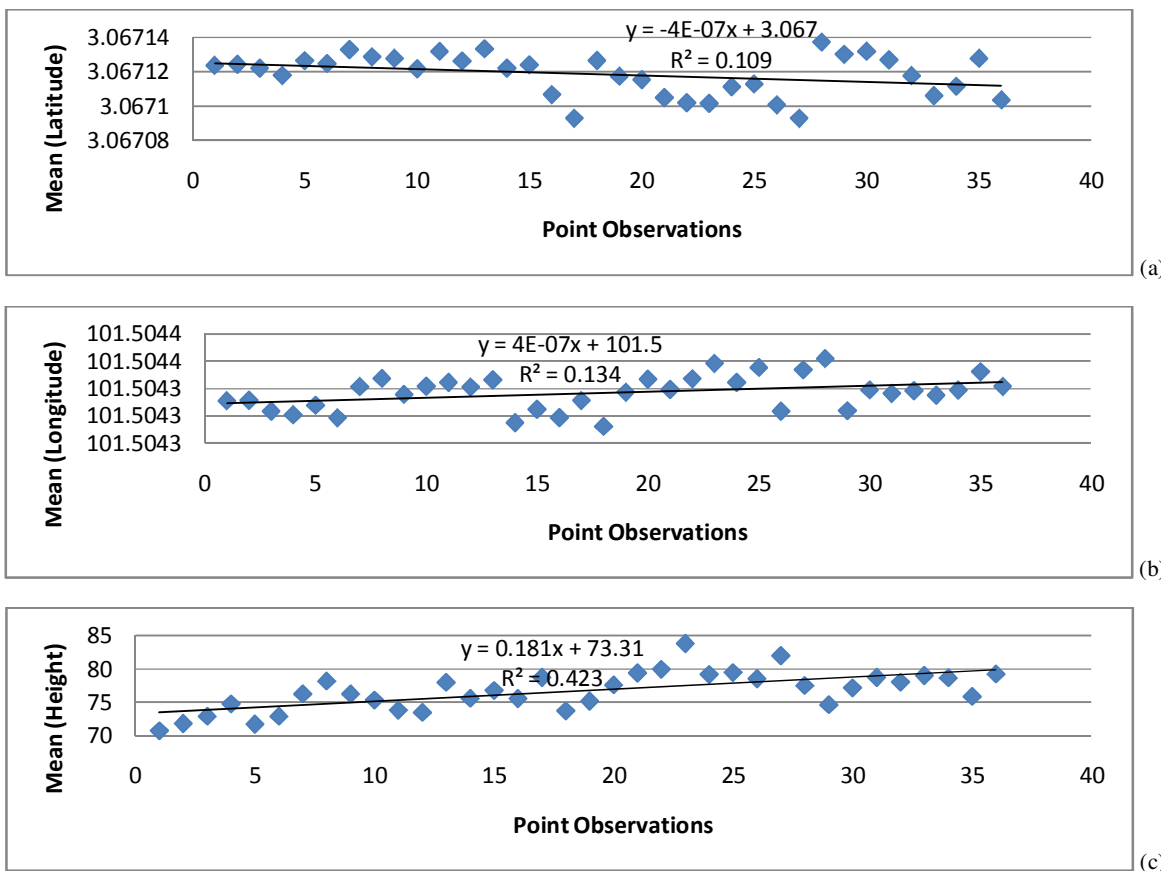 Mean (Latitude)
3.06714
3.06712
3.0671
3.06708
y = -4E-07x + 3.067
R² = 0.109
0 5 10 15 20 25 30 35 40
Point Observations
(a)
Mean (Longitude)
101.5044
101.5044
101.5043
101.5043
101.5043
y = 4E-07x + 101.5
R² = 0.134
0 5 10 15 20 25 30 35 40
Point Observations
(b)
Mean (Height)
85
80
75
70
y = 0.181x + 73.31
R² = 0.423
0 5 10 15 20 25 30 35 40
Point Observations
(c)